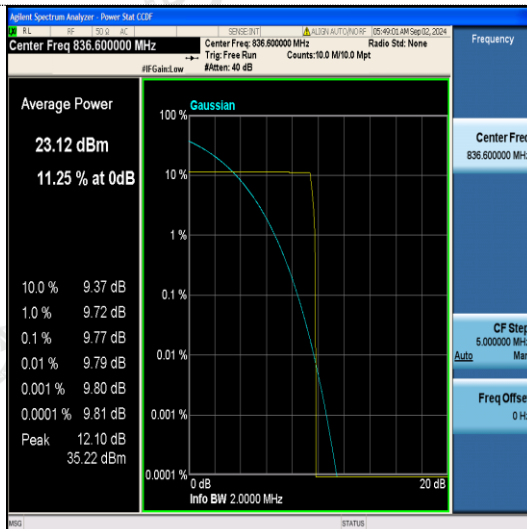 Agilent Spectrum Analyzer - Power Stat CCDF
RL RF 50 Ω AC SENSE:INT ALIGN AUTO/NO RF 05:49:01 AM Sep 02, 2024
Center Freq 836.600000 MHz
Center Freq: 836.600000 MHz Radio Std: None
Trig: Free Run Counts:10.0 M/10.0 Mpt
#IFGain:Low #Atten: 40 dB
Frequency
Average Power
23.12 dBm
11.25 % at 0dB
10.0 % 9.37 dB
1.0 % 9.72 dB
0.1 % 9.77 dB
0.01 % 9.79 dB
0.001 % 9.80 dB
0.0001 % 9.81 dB
Peak 12.10 dB
35.22 dBm
Gaussian
100 %
10 %
1 %
0.1 %
0.01 %
0.001 %
0.0001 %
0 dB 20 dB
Info BW 2.0000 MHz
Center Freq
836.600000 MHz
CF Step
5.000000 MHz
Auto Man
Freq Offse
0 Hz
MSG STATUS